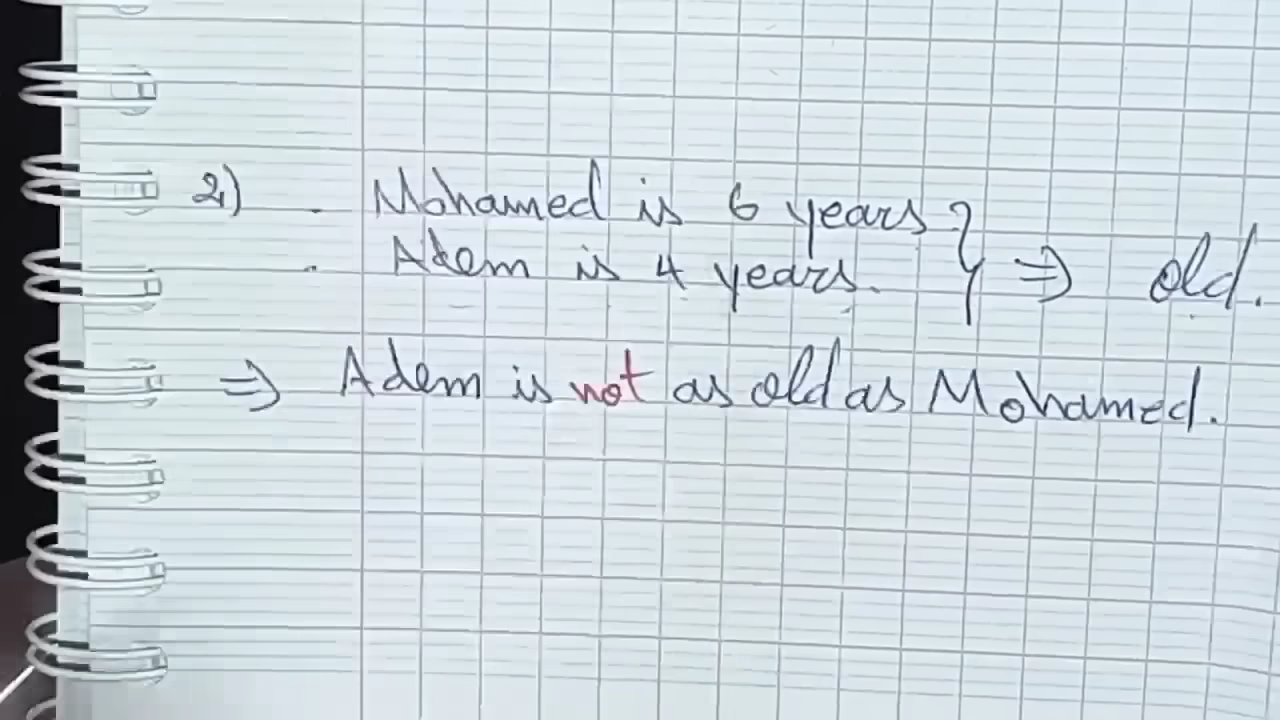 2) . Mohamed is 6 years
. Adem is 4 years. } => old.
=> Adem is not as old as Mohamed.